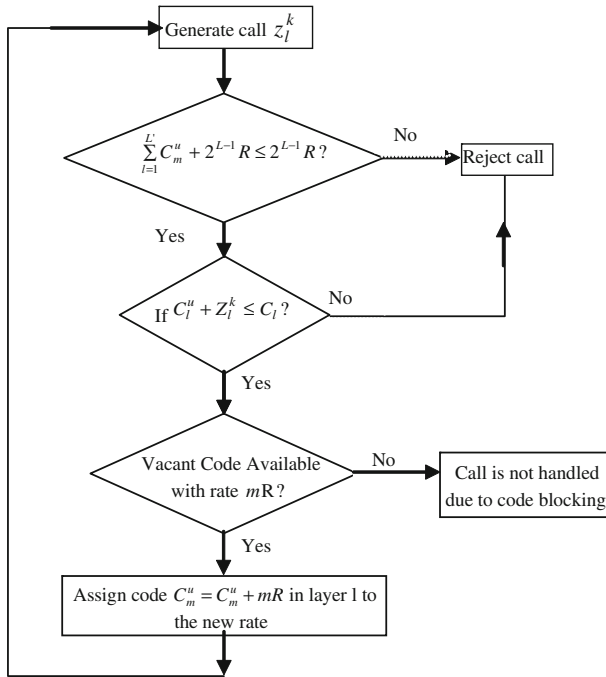 Generate call z_l^k
\sum_{l=1}^{L'} C_m^u + 2^{L-1} R ≤ 2^{L-1} R ?
No
Reject call
Yes
If C_l^u + Z_l^k ≤ C_l ?
No
Yes
Vacant Code Available
with rate mR ?
No
Call is not handled
due to code blocking
Yes
Assign code C_m^u = C_m^u + mR in layer l to
the new rate